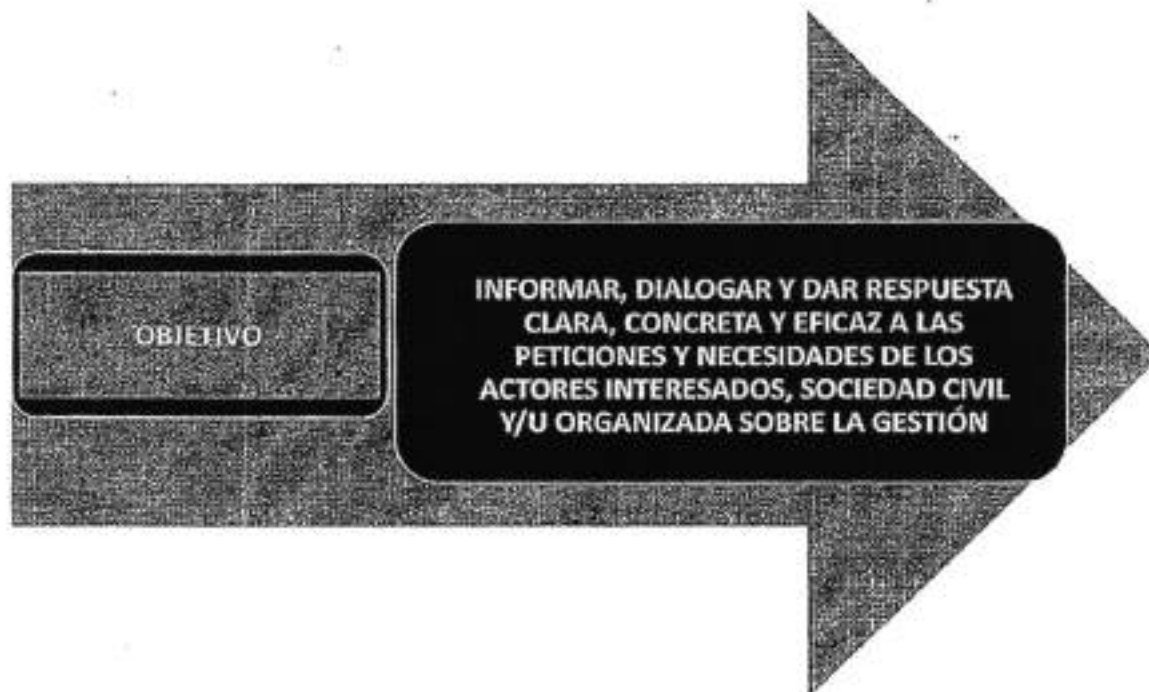 OBJETIVO
INFORMAR, DIALOGAR Y DAR RESPUESTA
CLARA, CONCRETA Y EFICAZ A LAS
PETICIONES Y NECESIDADES DE LOS
ACTORES INTERESADOS, SOCIEDAD CIVIL
Y/U ORGANIZADA SOBRE LA GESTIÓN